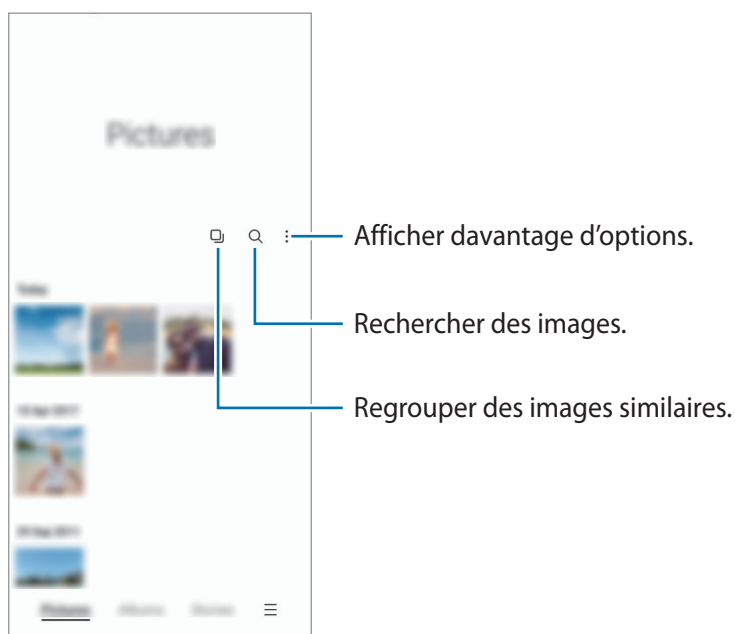 Pictures
Afficher davantage d'options.
Today
Rechercher des images.
Regrouper des images similaires.
Pictures Albums Stories